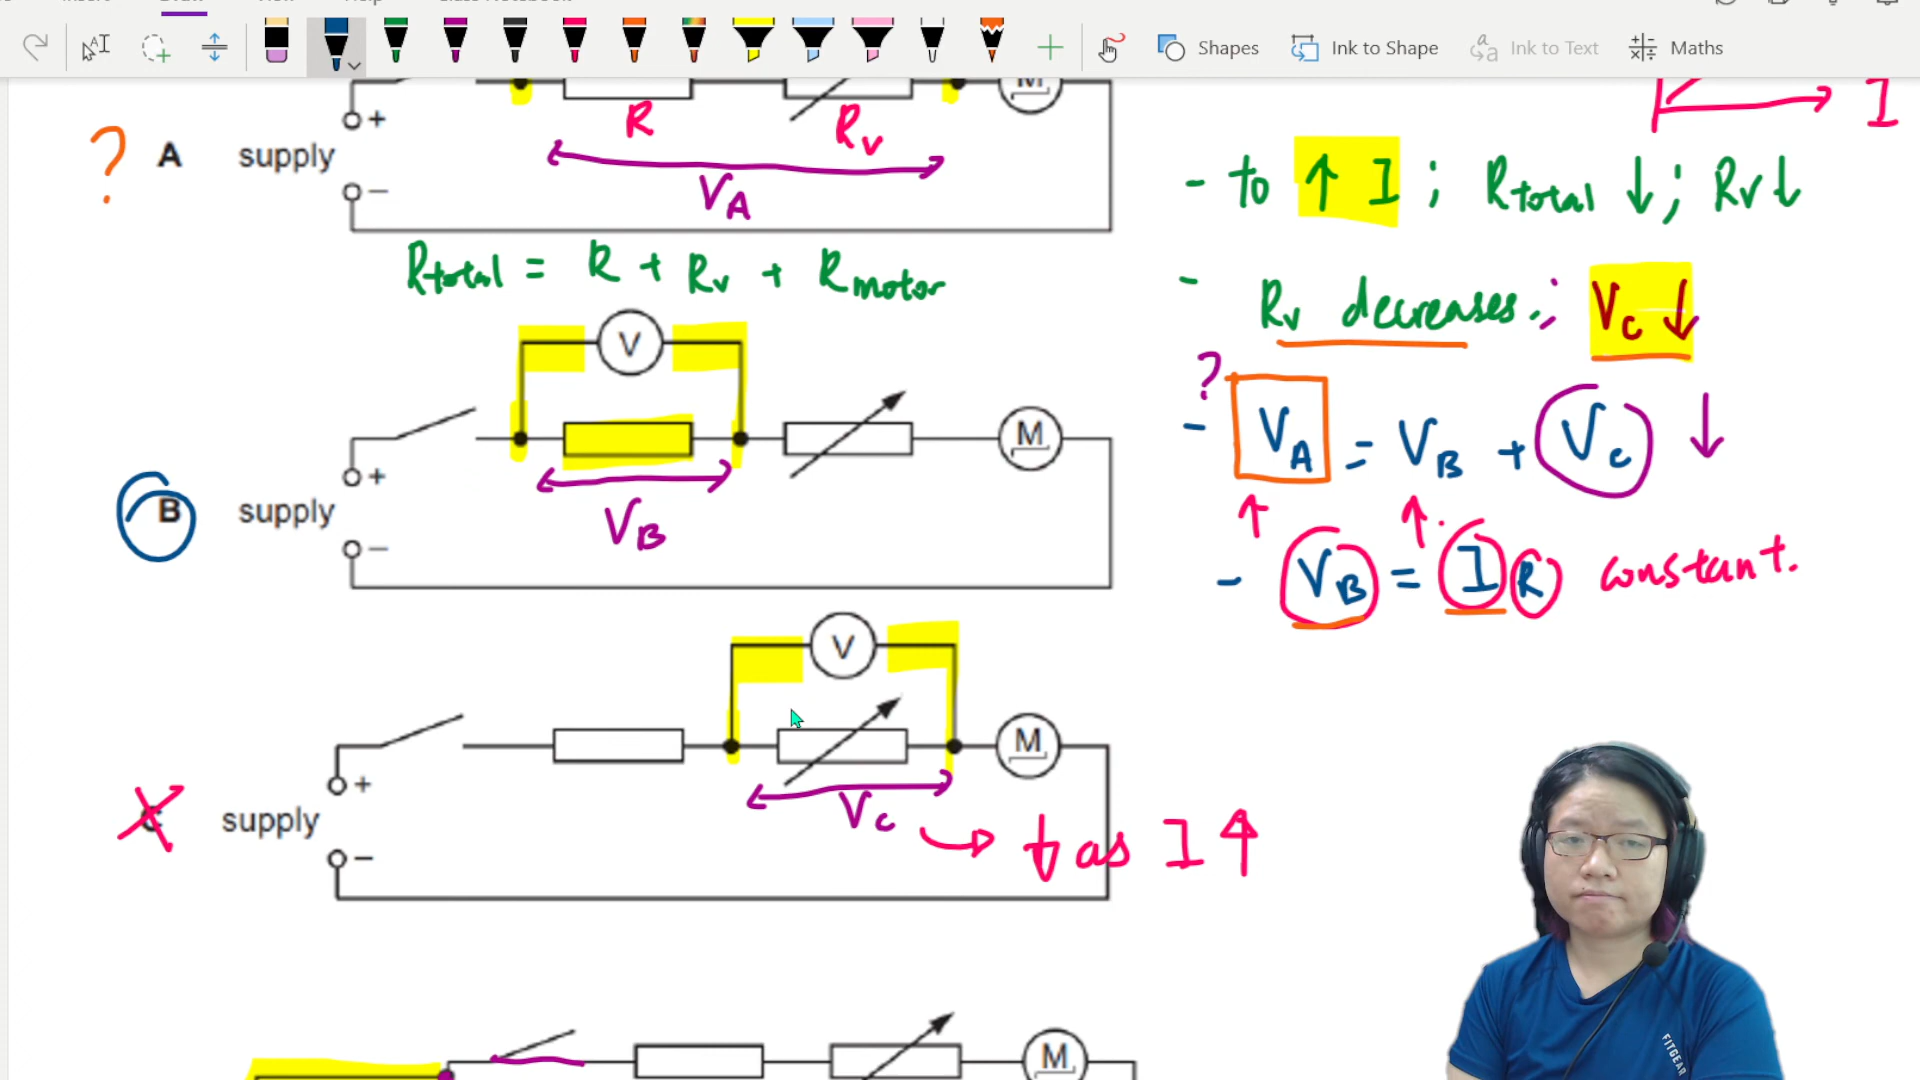 Shapes Ink to Shape Ink to Text Maths
M
I
+
R
Rv
? A supply
VA
−
- to ↑ I ; Rtotal ↓; Rv↓
Rtotal = R + Rv + Rmotor
- Rv decreases.; Vc ↓
V
?
- VA = VB + Vc ↓
M
+
B supply
VB
−
- VB = I R constant.
V
M
+
C supply
Vc → ↓ as I ↑
−
M
FITGEAR